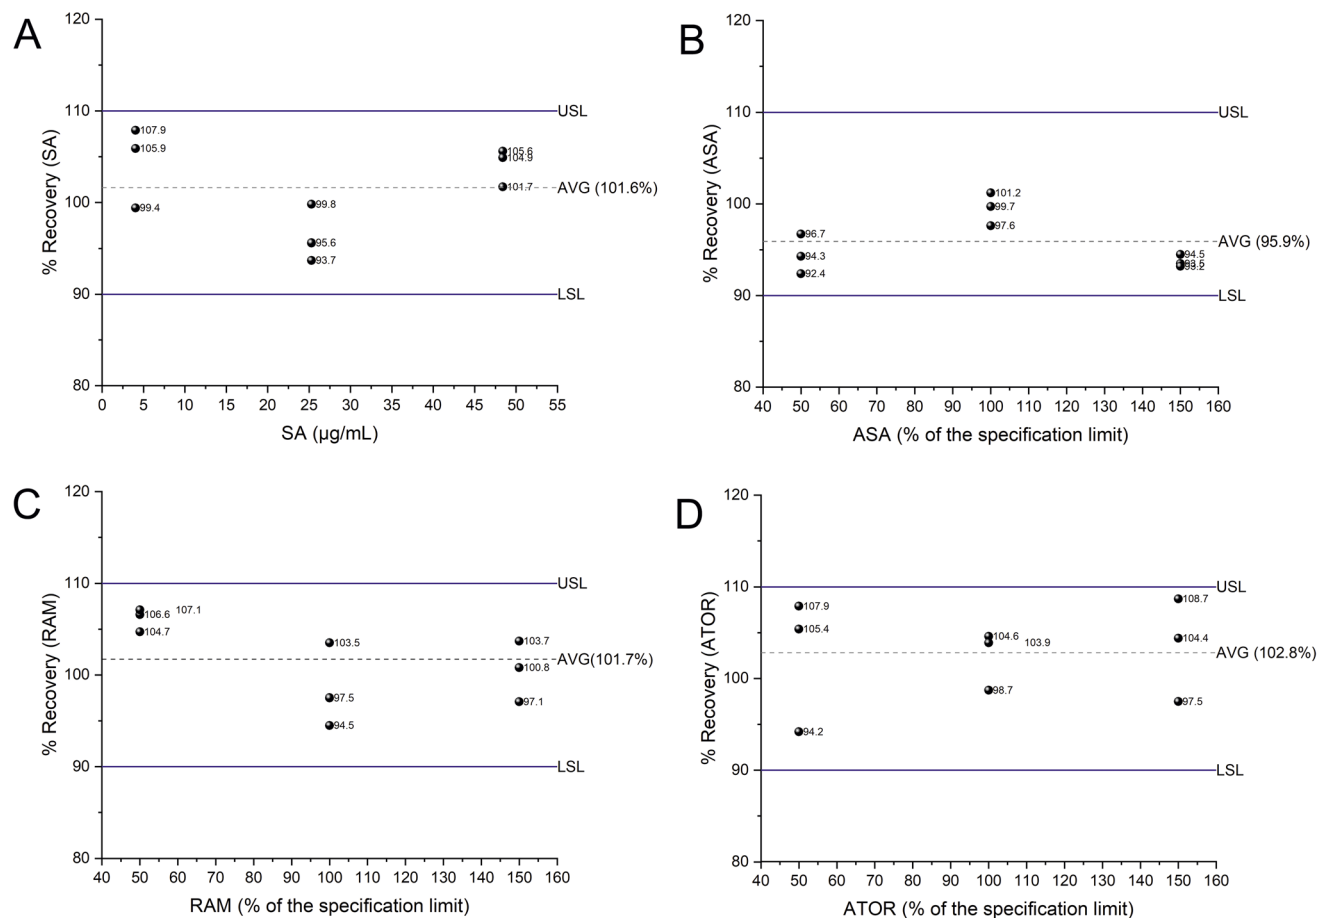 A
% Recovery (SA)
120
110
100
90
80
USL
107.9
105.9
99.4
99.8
95.6
93.7
105.6
104.9
101.7
AVG (101.6%)
LSL
0 5 10 15 20 25 30 35 40 45 50 55
SA (µg/mL)
B
% Recovery (ASA)
120
110
100
90
80
USL
96.7
94.3
92.4
101.2
99.7
97.6
94.5
93.5
93.2
AVG (95.9%)
LSL
40 50 60 70 80 90 100 110 120 130 140 150 160
ASA (% of the specification limit)
C
% Recovery (RAM)
120
110
100
90
80
USL
107.1
106.6
104.7
103.5
97.5
94.5
103.7
100.8
97.1
AVG(101.7%)
LSL
40 50 60 70 80 90 100 110 120 130 140 150 160
RAM (% of the specification limit)
D
% Recovery (ATOR)
120
110
100
90
80
USL
107.9
105.4
94.2
104.6
103.9
98.7
108.7
104.4
97.5
AVG (102.8%)
LSL
40 50 60 70 80 90 100 110 120 130 140 150 160
ATOR (% of the specification limit)